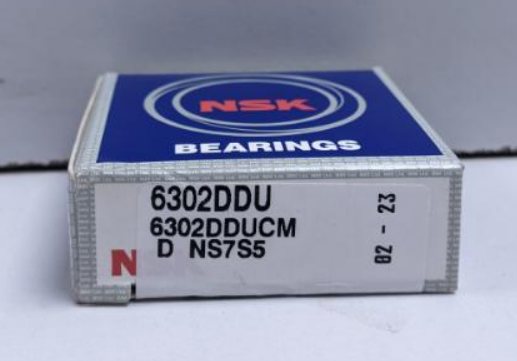 NSK
BEARINGS
6302DDU
6302DDUCM
D NS7S5
02 - 23
N